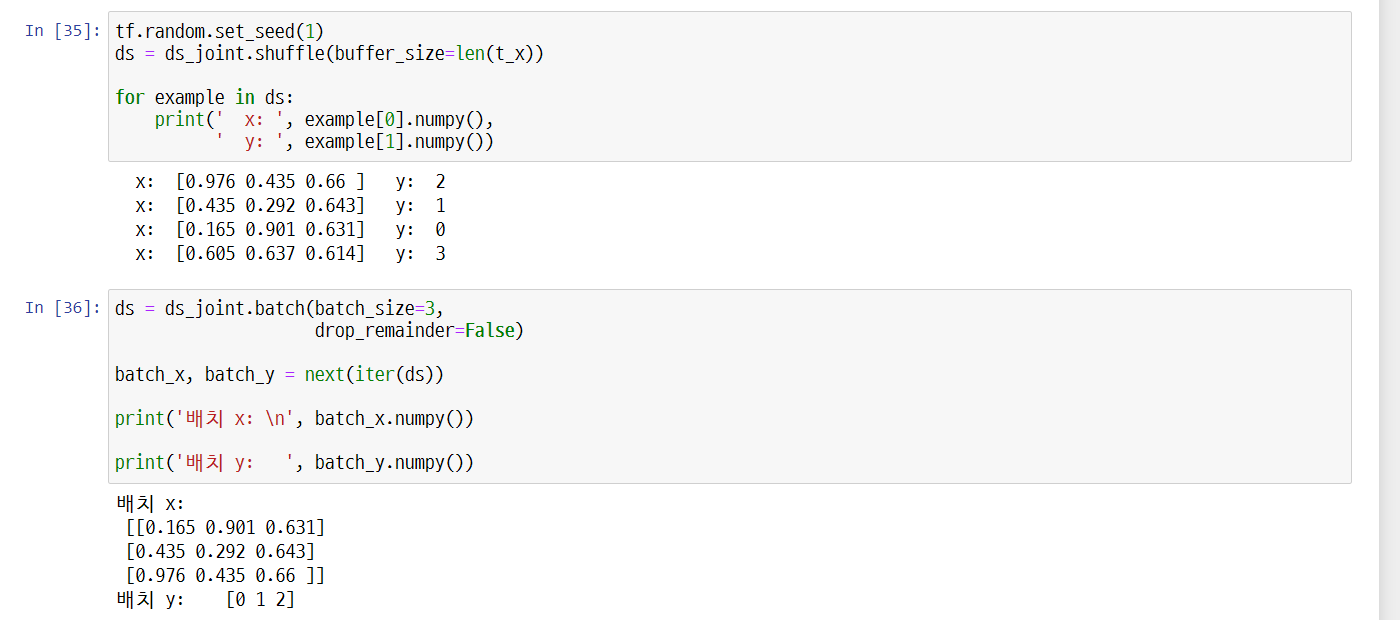 In [35]: tf.random.set_seed(1)
ds = ds_joint.shuffle(buffer_size=len(t_x))
for example in ds:
    print('  x: ', example[0].numpy(),
          '  y: ', example[1].numpy())
  x:  [0.976 0.435 0.66 ]   y:  2
  x:  [0.435 0.292 0.643]   y:  1
  x:  [0.165 0.901 0.631]   y:  0
  x:  [0.605 0.637 0.614]   y:  3
In [36]: ds = ds_joint.batch(batch_size=3,
                    drop_remainder=False)
batch_x, batch_y = next(iter(ds))
print('배치 x: \n', batch_x.numpy())
print('배치 y:   ', batch_y.numpy())
배치 x:
 [[0.165 0.901 0.631]
 [0.435 0.292 0.643]
 [0.976 0.435 0.66 ]]
배치 y:    [0 1 2]